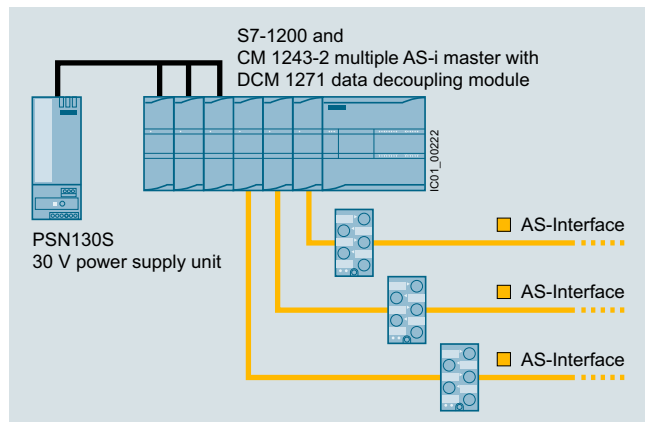 S7-1200 and
CM 1243-2 multiple AS-i master with
DCM 1271 data decoupling module
IC01_00222
PSN130S
30 V power supply unit
AS-Interface
AS-Interface
AS-Interface